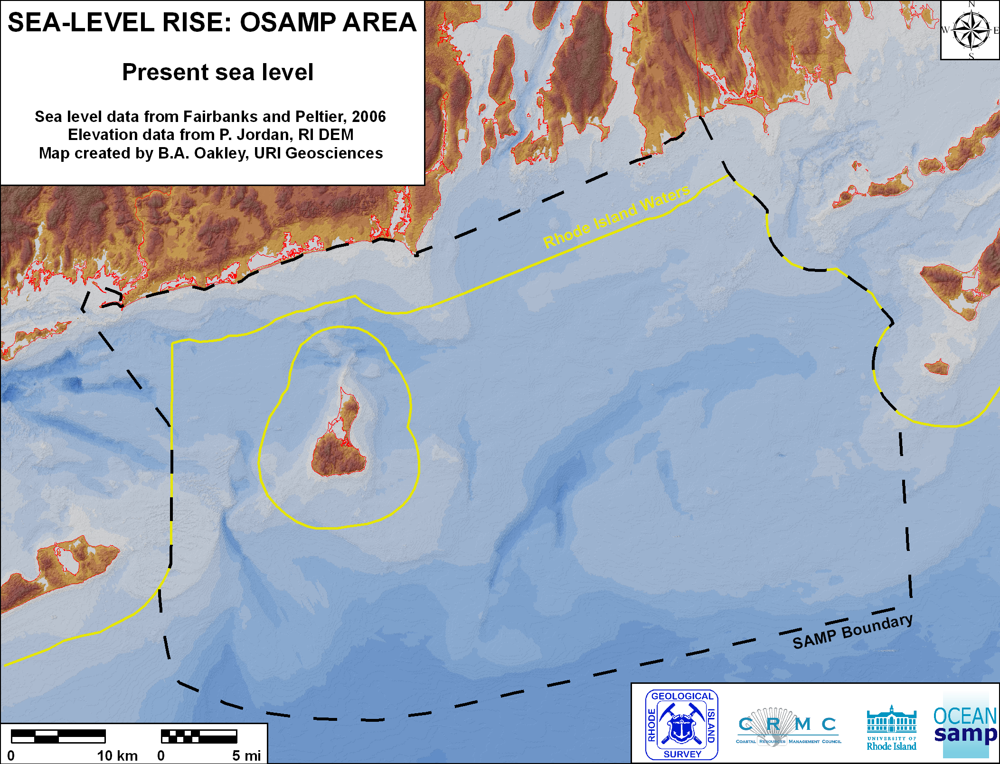 SEA-LEVEL RISE: OSAMP AREA
Present sea level
Sea level data from Fairbanks and Peltier, 2006
Elevation data from P. Jordan, RI DEM
Map created by B.A. Oakley, URI Geosciences
N
W E
S
Rhode Island Waters
SAMP Boundary
0 10 km 0 5 mi
GEOLOGICAL
RHODE
ISLAND
SURVEY
C R M C
COASTAL RESOURCES MANAGEMENT COUNCIL
UNIVERSITY OF
Rhode Island
OCEAN
samp